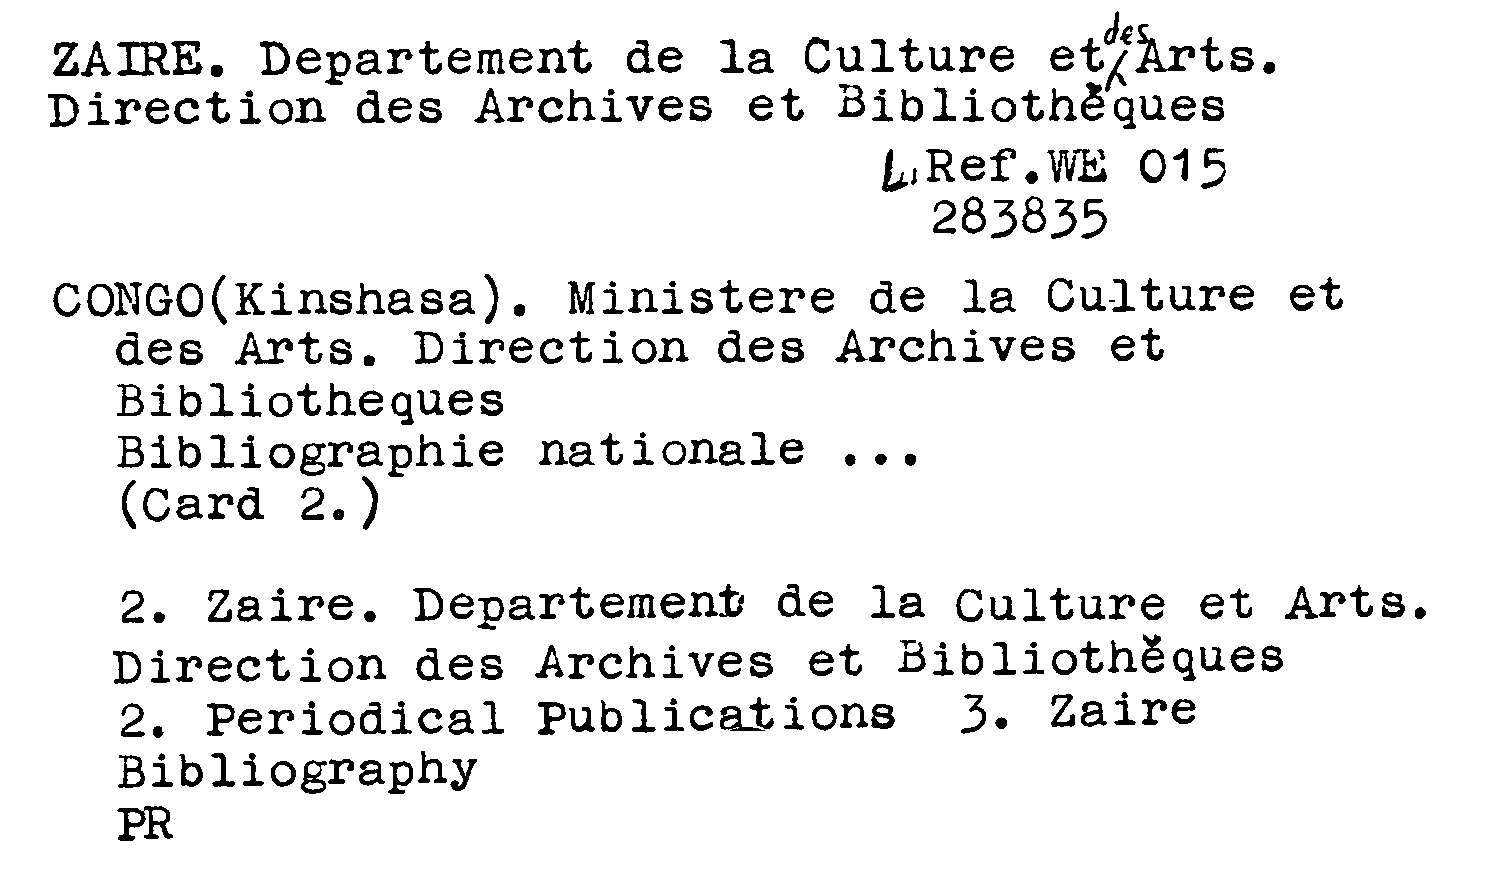 ZAIRE. Departement de la Culture et des Arts.
Direction des Archives et Bibliothèques
L. Ref.WE 015
283835
CONGO(Kinshasa). Ministere de la Culture et
des Arts. Direction des Archives et
Bibliotheques
Bibliographie nationale ...
(Card 2.)
2. Zaire. Departement de la Culture et Arts.
Direction des Archives et Bibliothèques
2. Periodical Publications 3. Zaire
Bibliography
PR